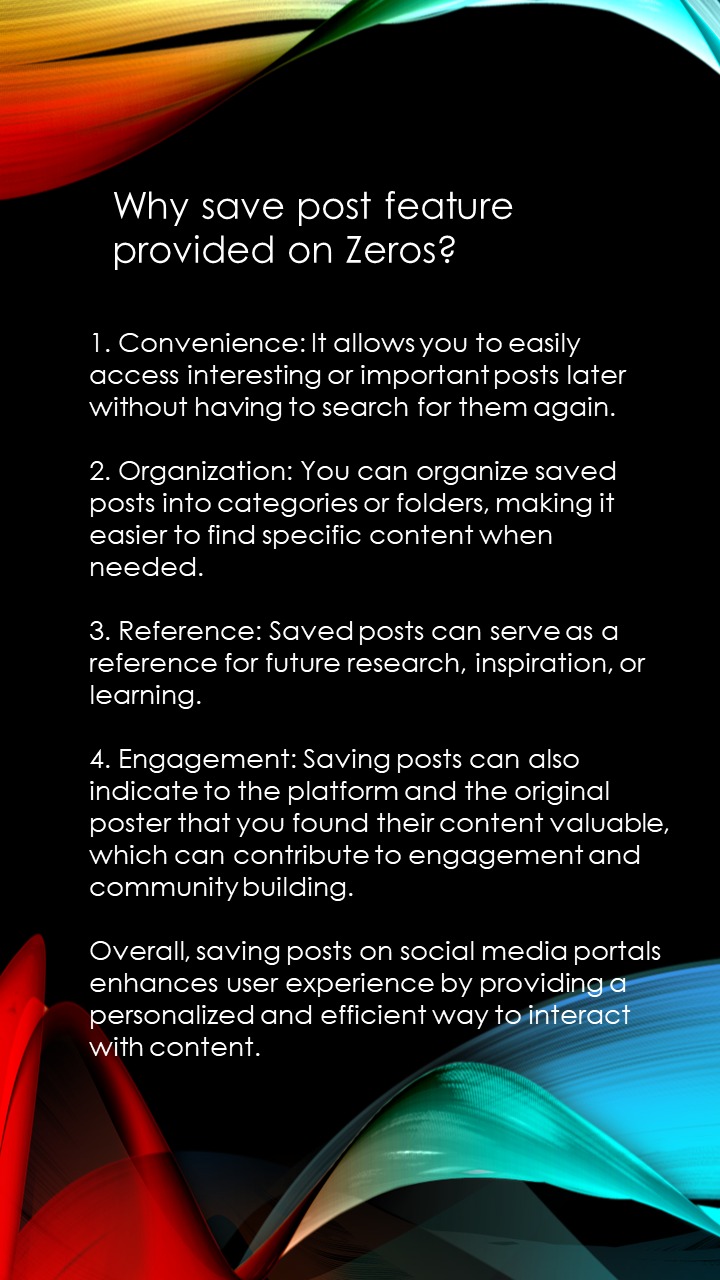 Why save post feature
provided on Zeros?
1. Convenience: It allows you to easily
access interesting or important posts later
without having to search for them again.
2. Organization: You can organize saved
posts into categories or folders, making it
easier to find specific content when
needed.
3. Reference: Saved posts can serve as a
reference for future research, inspiration, or
learning.
4. Engagement: Saving posts can also
indicate to the platform and the original
poster that you found their content valuable,
which can contribute to engagement and
community building.
Overall, saving posts on social media portals
enhances user experience by providing a
personalized and efficient way to interact
with content.